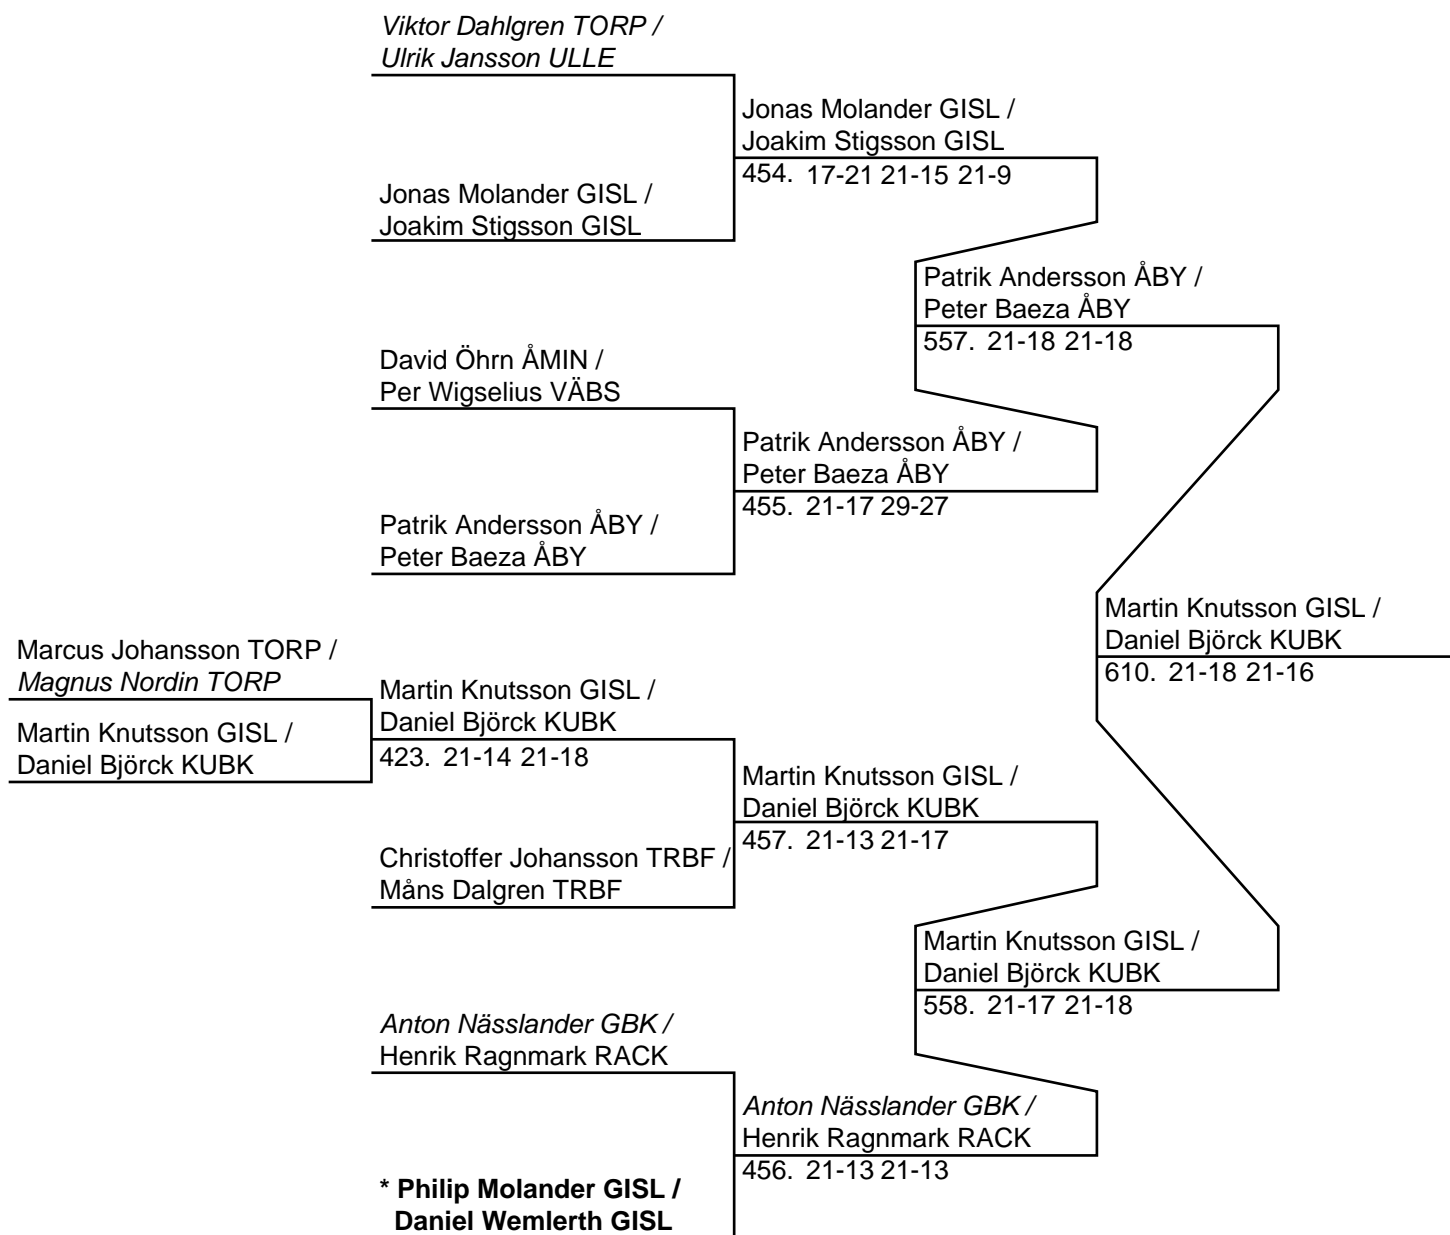 Viktor Dahlgren TORP /
Ulrik Jansson ULLE
Jonas Molander GISL /
Joakim Stigsson GISL
454. 17-21 21-15 21-9
Jonas Molander GISL /
Joakim Stigsson GISL
Patrik Andersson ÅBY /
Peter Baeza ÅBY
557. 21-18 21-18
David Öhrn ÅMIN /
Per Wigselius VÄBS
Patrik Andersson ÅBY /
Peter Baeza ÅBY
455. 21-17 29-27
Patrik Andersson ÅBY /
Peter Baeza ÅBY
Martin Knutsson GISL /
Daniel Björck KUBK
610. 21-18 21-16
Marcus Johansson TORP /
Magnus Nordin TORP
Martin Knutsson GISL /
Daniel Björck KUBK
423. 21-14 21-18
Martin Knutsson GISL /
Daniel Björck KUBK
Martin Knutsson GISL /
Daniel Björck KUBK
457. 21-13 21-17
Christoffer Johansson TRBF /
Måns Dalgren TRBF
Martin Knutsson GISL /
Daniel Björck KUBK
558. 21-17 21-18
Anton Nässlander GBK /
Henrik Ragnmark RACK
Anton Nässlander GBK /
Henrik Ragnmark RACK
456. 21-13 21-13
* Philip Molander GISL /
Daniel Wemlerth GISL